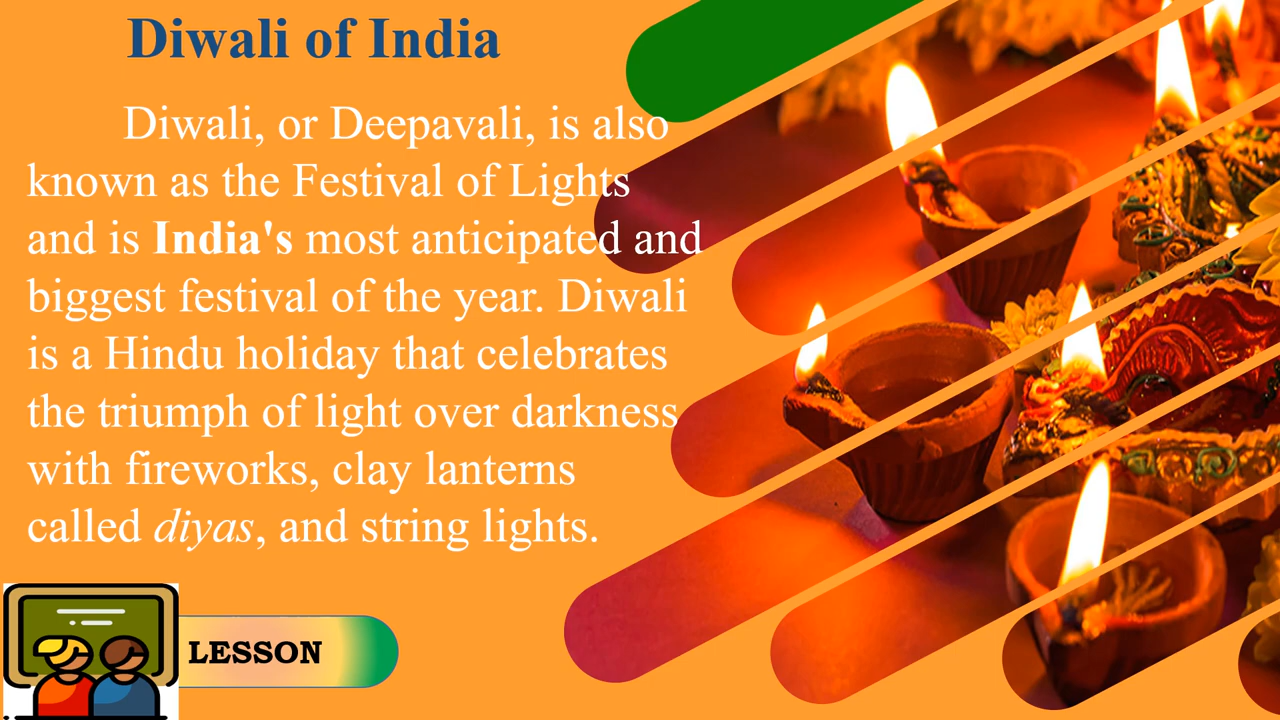 Diwali of India
Diwali, or Deepavali, is also
known as the Festival of Lights
and is India's most anticipated and
biggest festival of the year. Diwali
is a Hindu holiday that celebrates
the triumph of light over darkness
with fireworks, clay lanterns
called diyas, and string lights.
LESSON